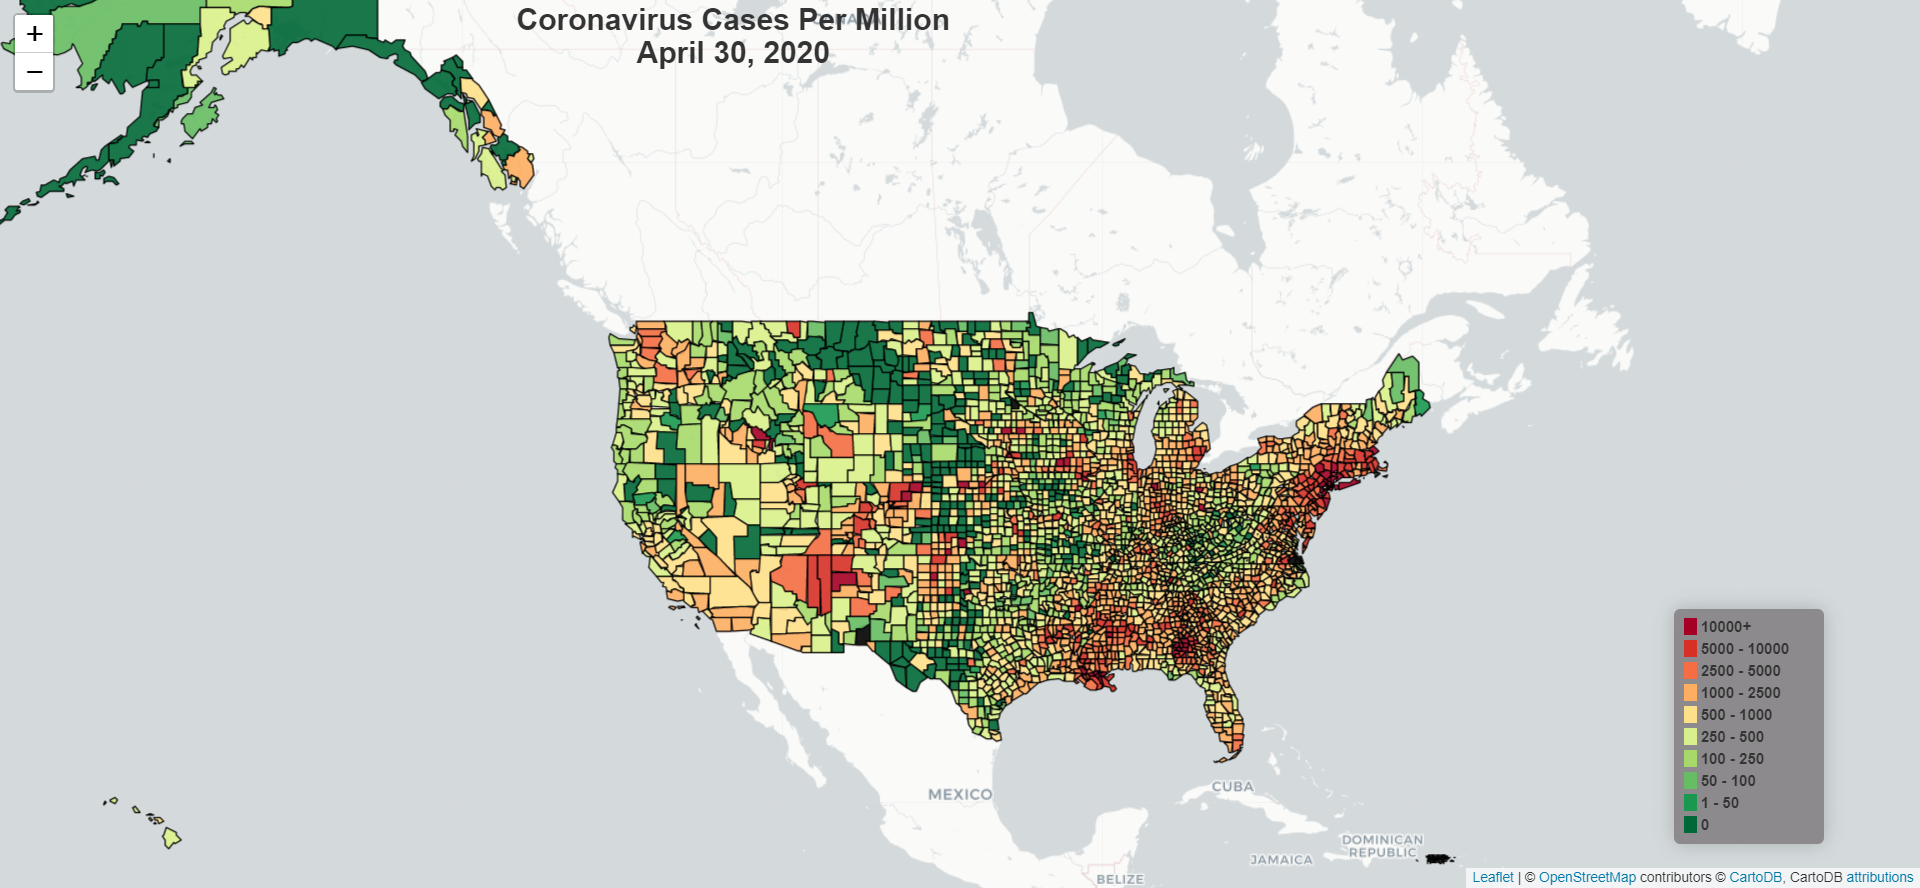 +
−
Coronavirus Cases Per Million
April 30, 2020
CANADA
MEXICO
CUBA
DOMINICAN
REPUBLIC
JAMAICA
BELIZE
10000+
5000 - 10000
2500 - 5000
1000 - 2500
500 - 1000
250 - 500
100 - 250
50 - 100
1 - 50
0
Leaflet | © OpenStreetMap contributors © CartoDB, CartoDB attributions